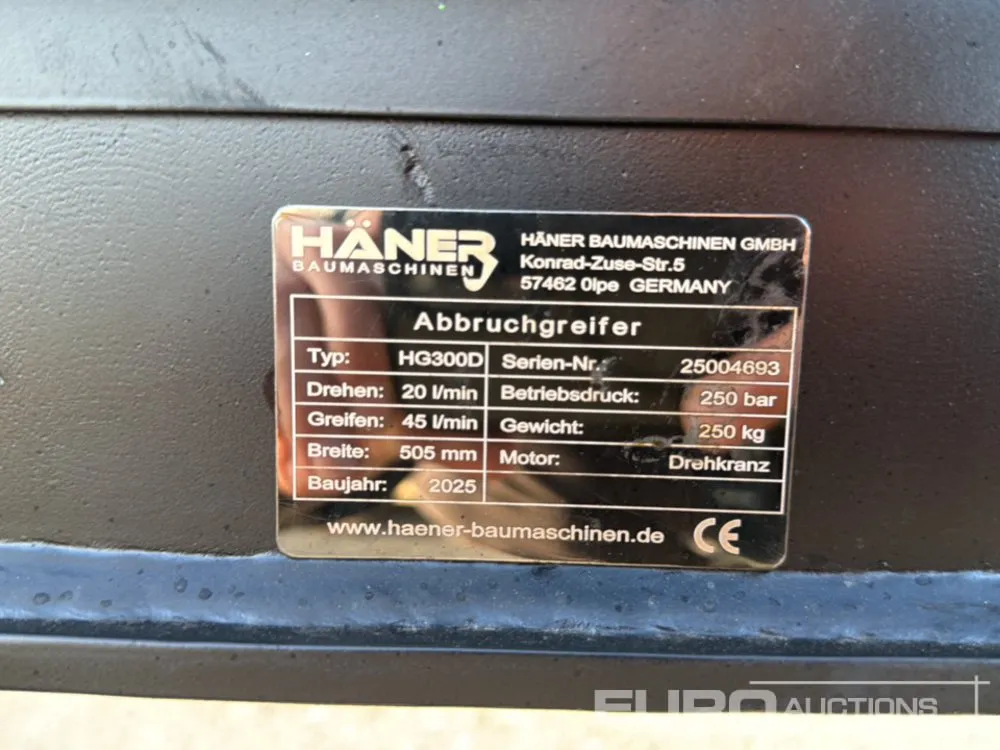 HÄNER
BAUMASCHINEN
HÄNER BAUMASCHINEN GMBH
Konrad-Zuse-Str.5
57462 Olpe GERMANY
Abbruchgreifer
Typ: HG300D Serien-Nr.: 25004693
Drehen: 20 l/min Betriebsdruck: 250 bar
Greifen: 45 l/min Gewicht: 250 kg
Breite: 505 mm Motor: Drehkranz
Baujahr: 2025
www.haener-baumaschinen.de CE
EURO AUCTIONS